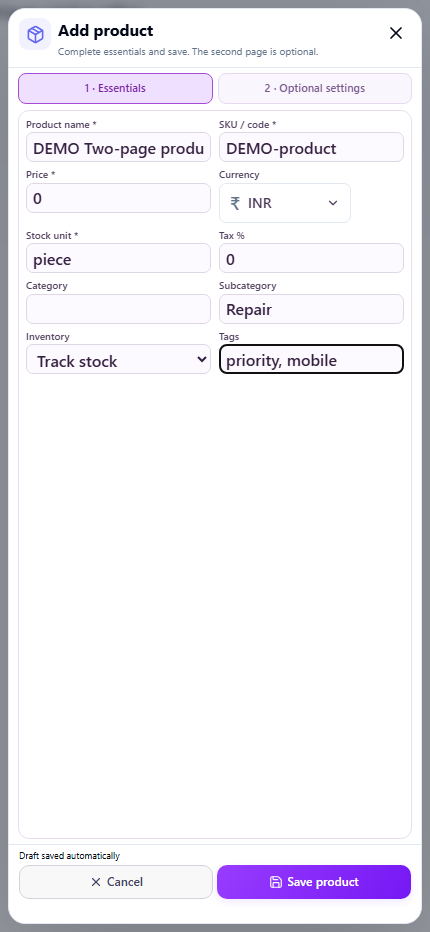 Add product
Complete essentials and save. The second page is optional.
1 · Essentials
2 · Optional settings
Product name *
SKU / code *
DEMO Two-page produ
DEMO-product
Price *
Currency
0
₹ INR
Stock unit *
Tax %
piece
0
Category
Subcategory
Repair
Inventory
Tags
Track stock
priority, mobile
Draft saved automatically
Cancel
Save product